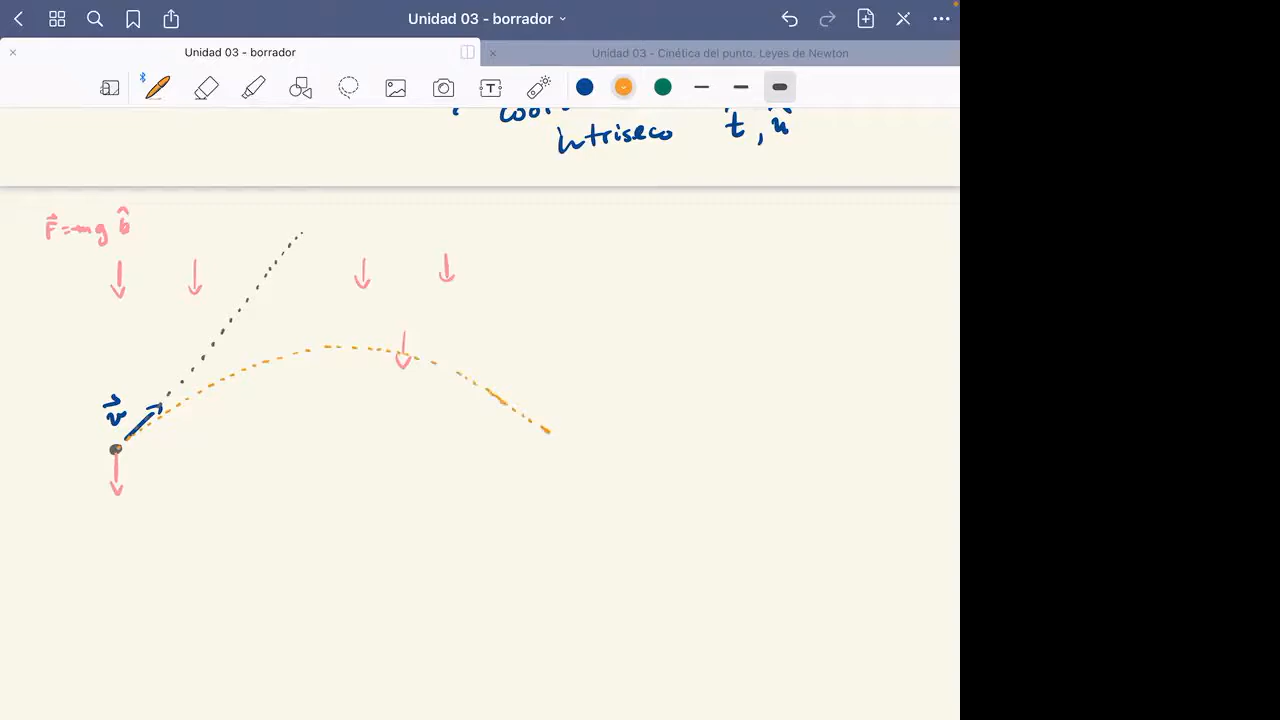 Unidad 03 - borrador
Unidad 03 - borrador
Unidad 03 - Cinética del punto. Leyes de Newton
T
intriseco t, n
F = mg
v